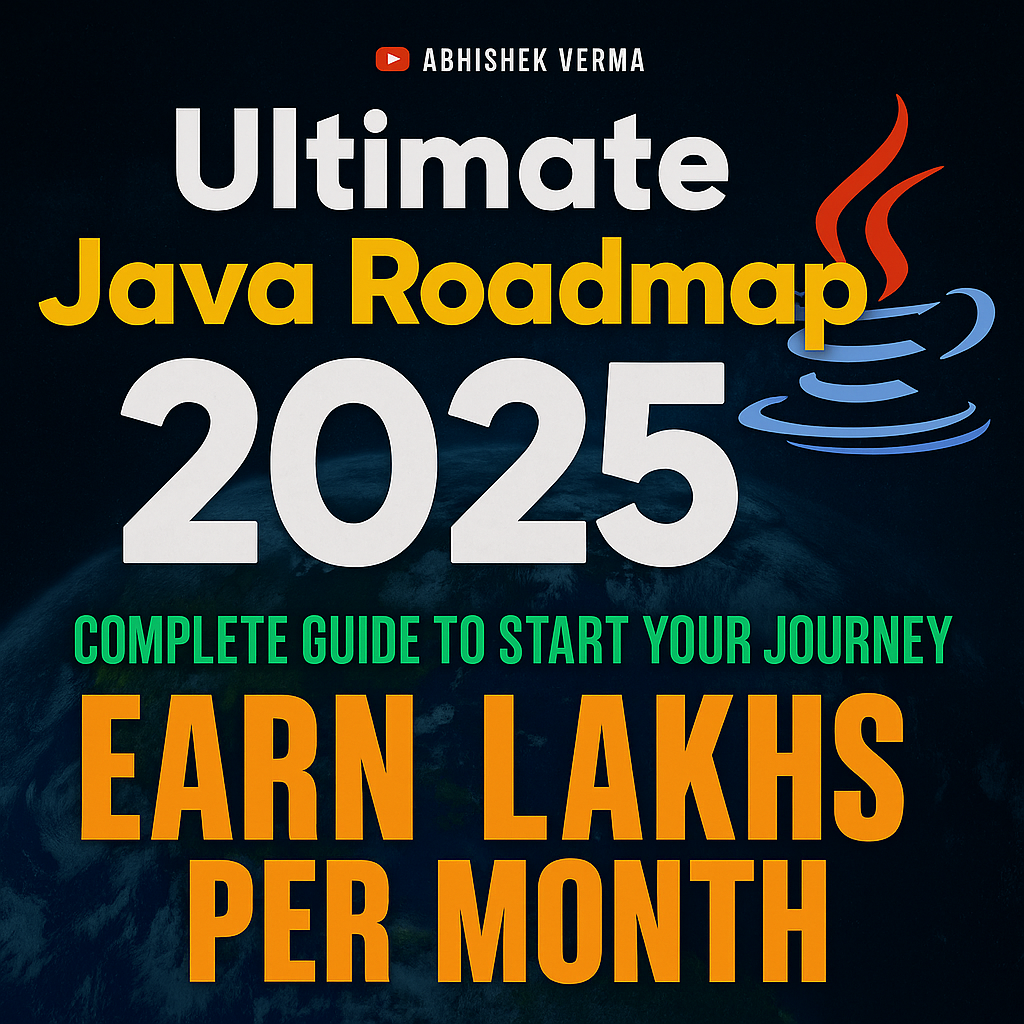 ABHISHEK VERMA
Ultimate
Java Roadmap
2025
COMPLETE GUIDE TO START YOUR JOURNEY
EARN LAKHS
PER MONTH